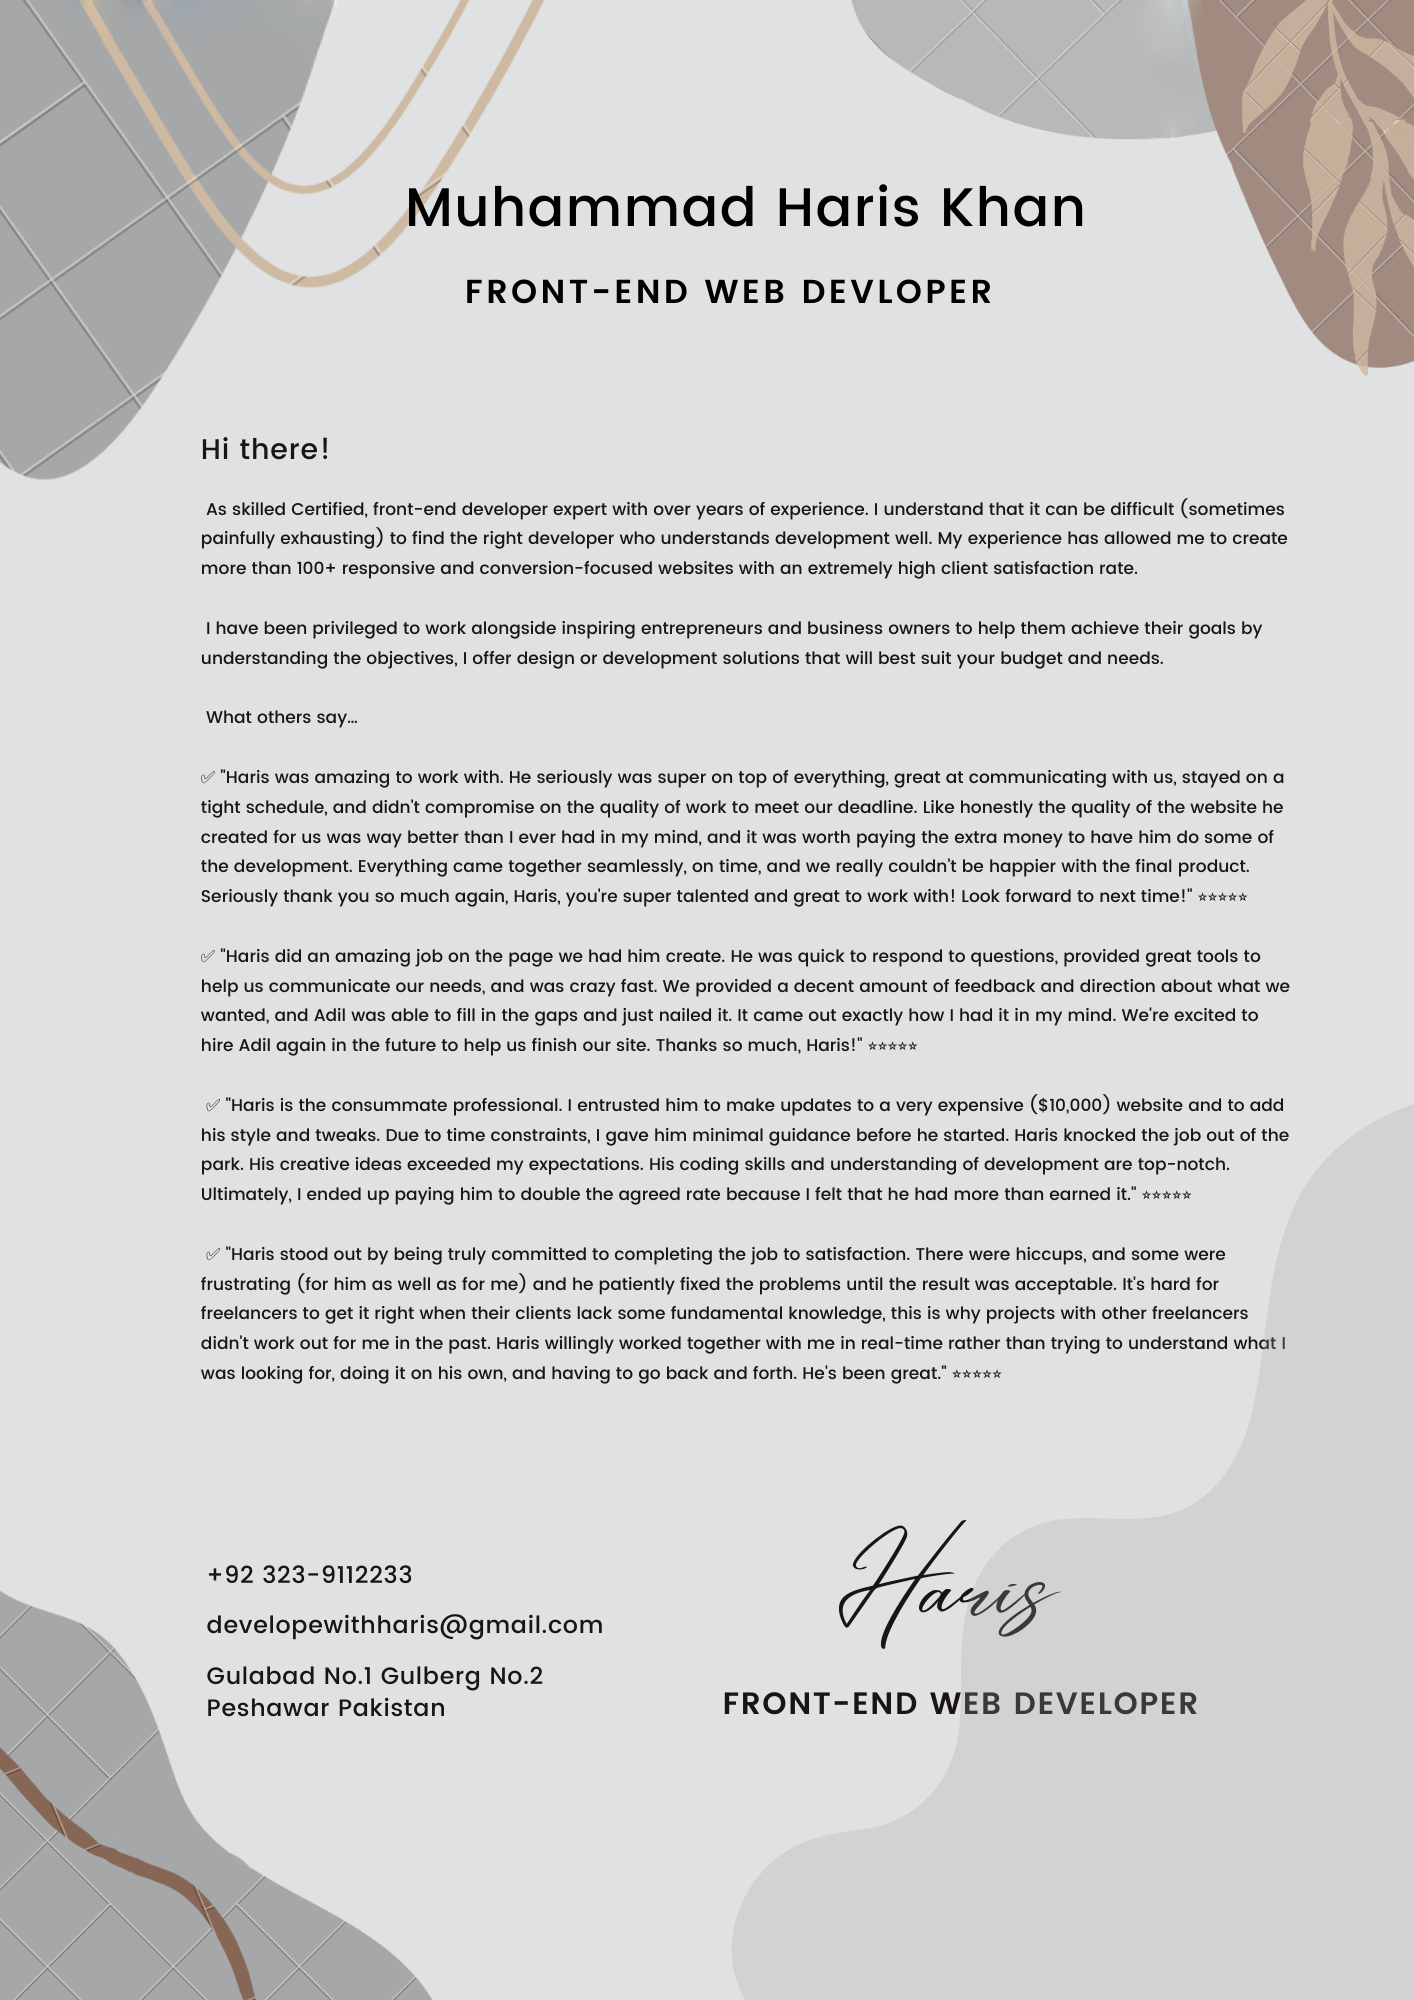 Muhammad Haris Khan
FRONT-END WEB DEVLOPER
Hi there!
As skilled Certified, front-end developer expert with over years of experience. I understand that it can be difficult (sometimes
painfully exhausting) to find the right developer who understands development well. My experience has allowed me to create
more than 100+ responsive and conversion-focused websites with an extremely high client satisfaction rate.
I have been privileged to work alongside inspiring entrepreneurs and business owners to help them achieve their goals by
understanding the objectives, I offer design or development solutions that will best suit your budget and needs.
What others say...
✅ "Haris was amazing to work with. He seriously was super on top of everything, great at communicating with us, stayed on a
tight schedule, and didn't compromise on the quality of work to meet our deadline. Like honestly the quality of the website he
created for us was way better than I ever had in my mind, and it was worth paying the extra money to have him do some of
the development. Everything came together seamlessly, on time, and we really couldn't be happier with the final product.
Seriously thank you so much again, Haris, you're super talented and great to work with! Look forward to next time!" ⭐⭐⭐⭐⭐
✅ "Haris did an amazing job on the page we had him create. He was quick to respond to questions, provided great tools to
help us communicate our needs, and was crazy fast. We provided a decent amount of feedback and direction about what we
wanted, and Adil was able to fill in the gaps and just nailed it. It came out exactly how I had it in my mind. We're excited to
hire Adil again in the future to help us finish our site. Thanks so much, Haris!" ⭐⭐⭐⭐⭐
✅ "Haris is the consummate professional. I entrusted him to make updates to a very expensive ($10,000) website and to add
his style and tweaks. Due to time constraints, I gave him minimal guidance before he started. Haris knocked the job out of the
park. His creative ideas exceeded my expectations. His coding skills and understanding of development are top-notch.
Ultimately, I ended up paying him to double the agreed rate because I felt that he had more than earned it." ⭐⭐⭐⭐⭐
✅ "Haris stood out by being truly committed to completing the job to satisfaction. There were hiccups, and some were
frustrating (for him as well as for me) and he patiently fixed the problems until the result was acceptable. It's hard for
freelancers to get it right when their clients lack some fundamental knowledge, this is why projects with other freelancers
didn't work out for me in the past. Haris willingly worked together with me in real-time rather than trying to understand what I
was looking for, doing it on his own, and having to go back and forth. He's been great." ⭐⭐⭐⭐⭐
+92 323-9112233
developewithharis@gmail.com
Gulabad No.1 Gulberg No.2
Peshawar Pakistan
Haris
FRONT-END WEB DEVELOPER